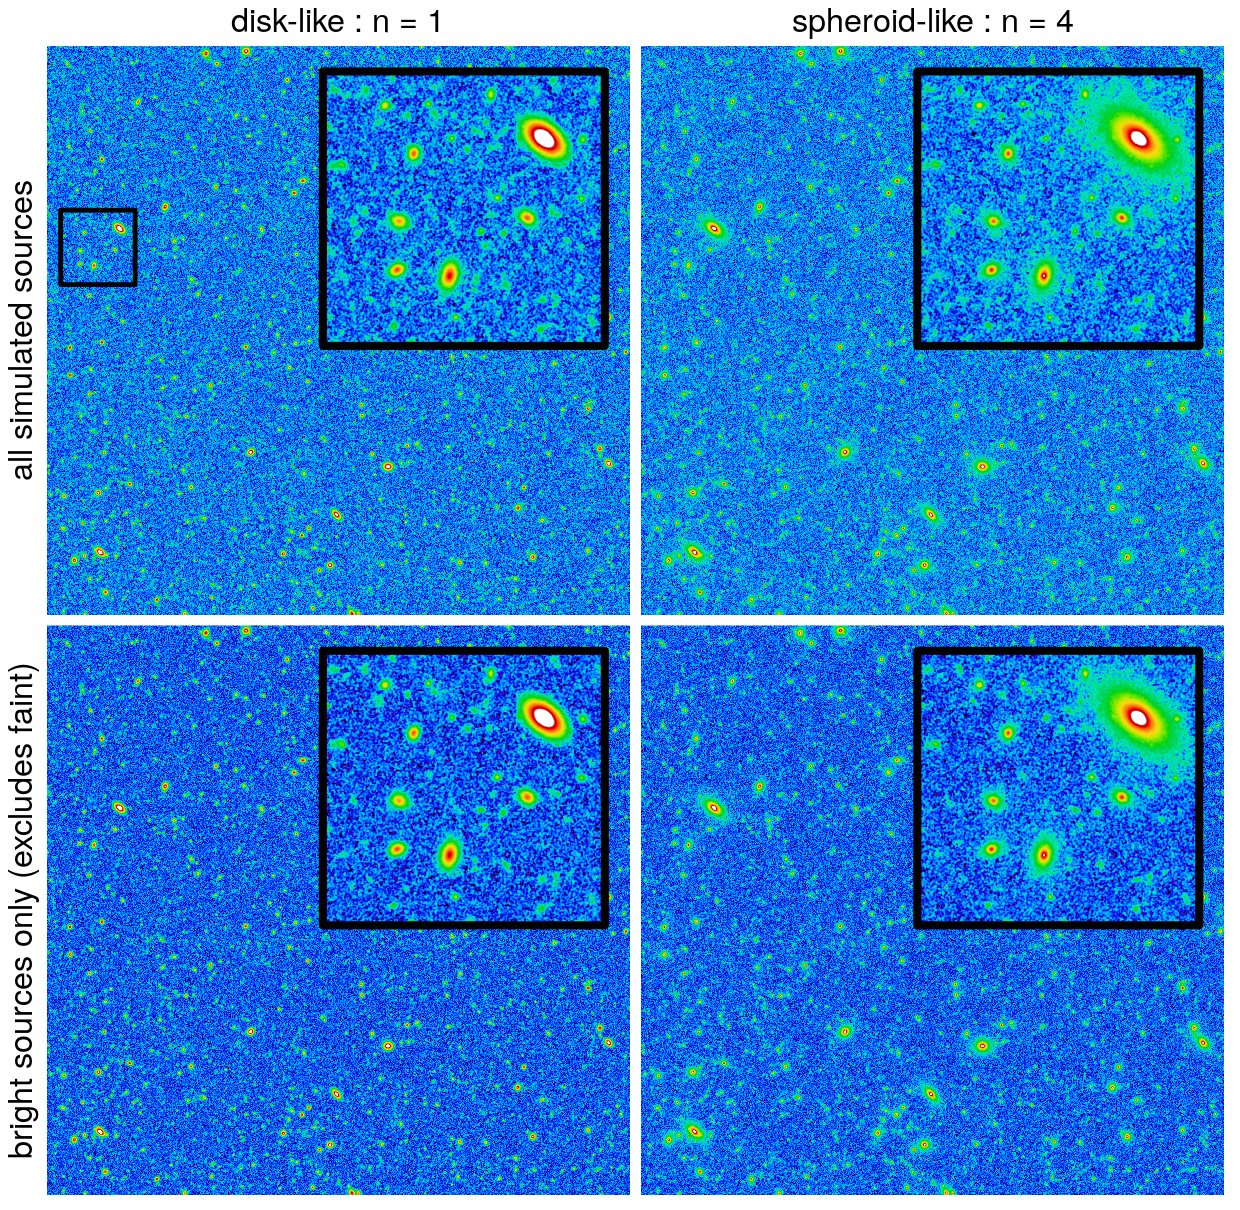 disk-like : n = 1
spheroid-like : n = 4
all simulated sources
bright sources only (excludes faint)